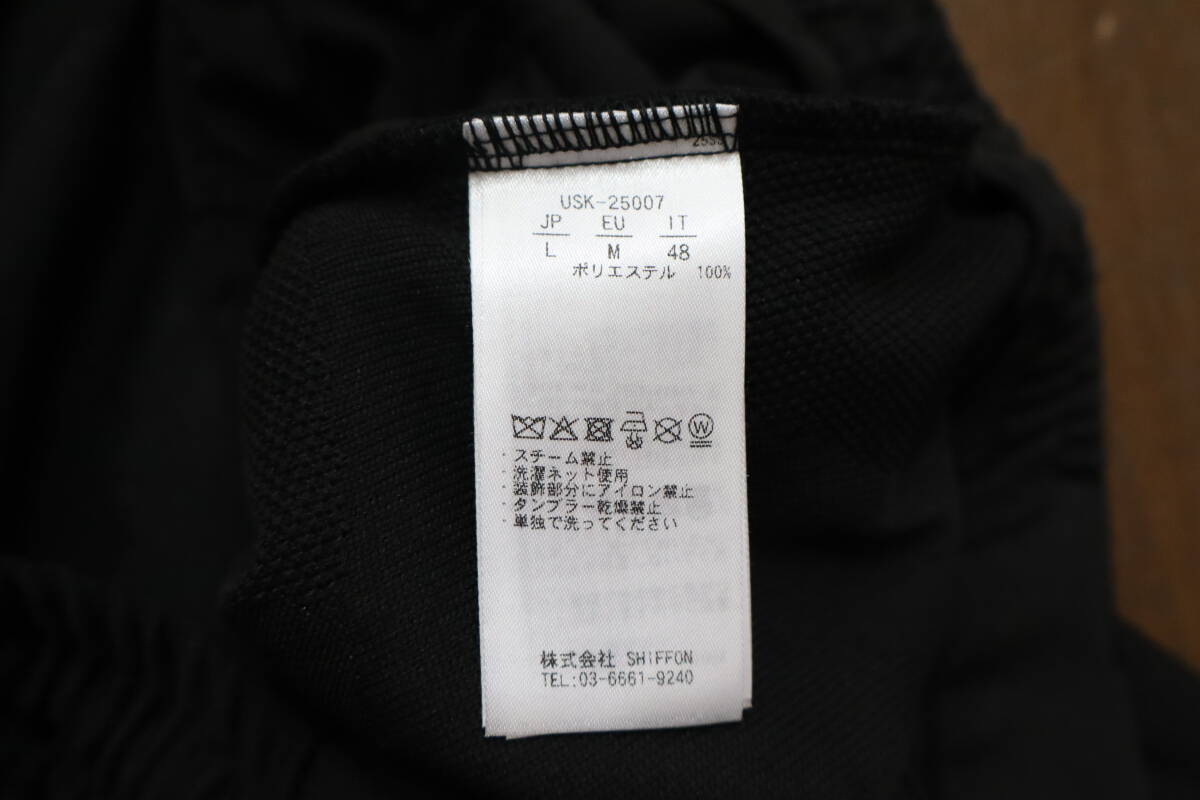 USK-25007
JP EU IT
L M 48
ポリエステル 100%
W
・スチーム禁止
・洗濯ネット使用
・装飾部分にアイロン禁止
・タンブラー乾燥禁止
・単独で洗ってください
株式会社 SHIFFON
TEL:03-6661-9240